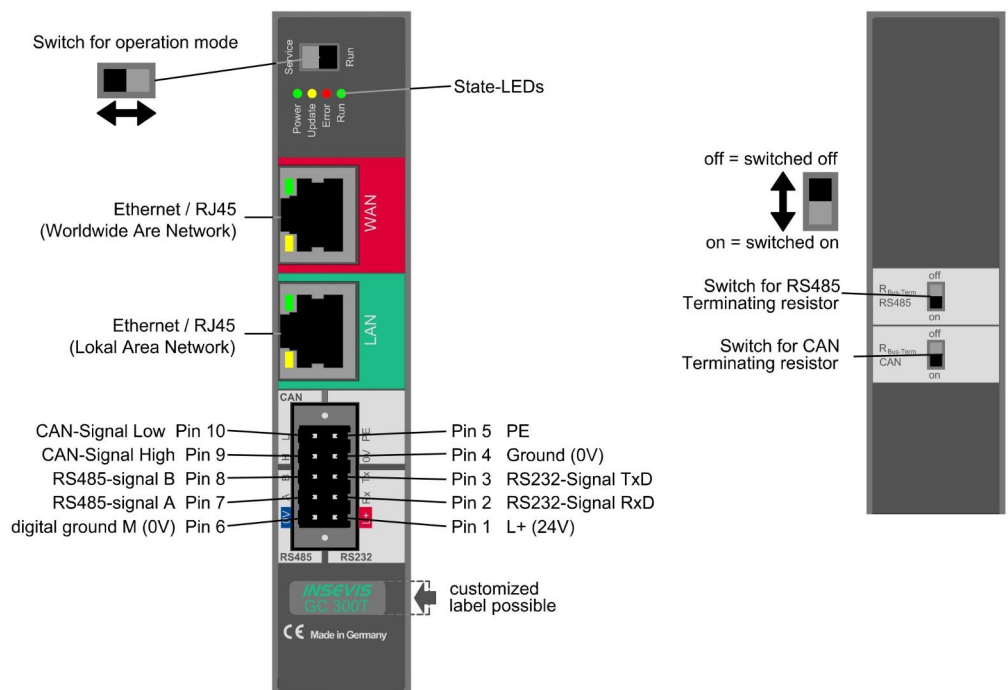 Switch for operation mode
Service
Run
Power
Update
Error
Run
State-LEDs
Ethernet / RJ45
(Worldwide Are Network)
WAN
Ethernet / RJ45
(Lokal Area Network)
LAN
CAN
CAN-Signal Low Pin 10
L
PE
Pin 5 PE
CAN-Signal High Pin 9
H
0V
Pin 4 Ground (0V)
RS485-signal B Pin 8
B
Tx
Pin 3 RS232-Signal TxD
RS485-signal A Pin 7
A
Rx
Pin 2 RS232-Signal RxD
digital ground M (0V) Pin 6
0V
L+
Pin 1 L+ (24V)
RS485
RS232
INSEVIS
GC 300T
customized
label possible
CE Made in Germany
off = switched off
on = switched on
Switch for RS485
Terminating resistor
off
RBus-Term
RS485
on
Switch for CAN
Terminating resistor
off
RBus-Term
CAN
on